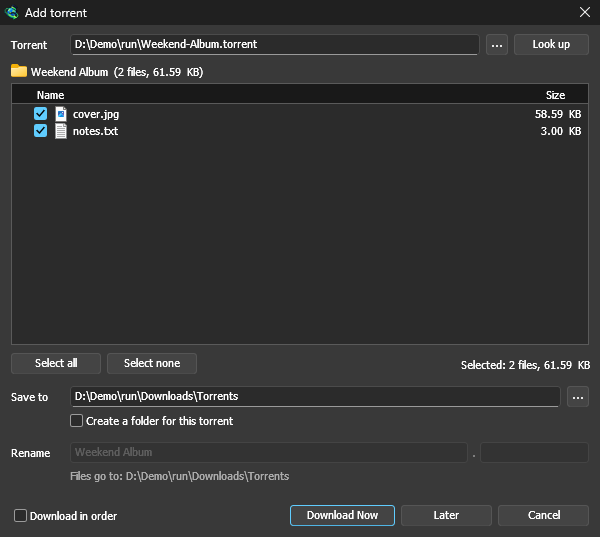 Add torrent
Torrent D:\Demo\run\Weekend-Album.torrent ... Look up
Weekend Album (2 files, 61.59 KB)
Name Size
cover.jpg 58.59 KB
notes.txt 3.00 KB
Select all Select none Selected: 2 files, 61.59 KB
Save to D:\Demo\run\Downloads\Torrents ...
Create a folder for this torrent
Rename Weekend Album .
Files go to: D:\Demo\run\Downloads\Torrents
Download in order Download Now Later Cancel